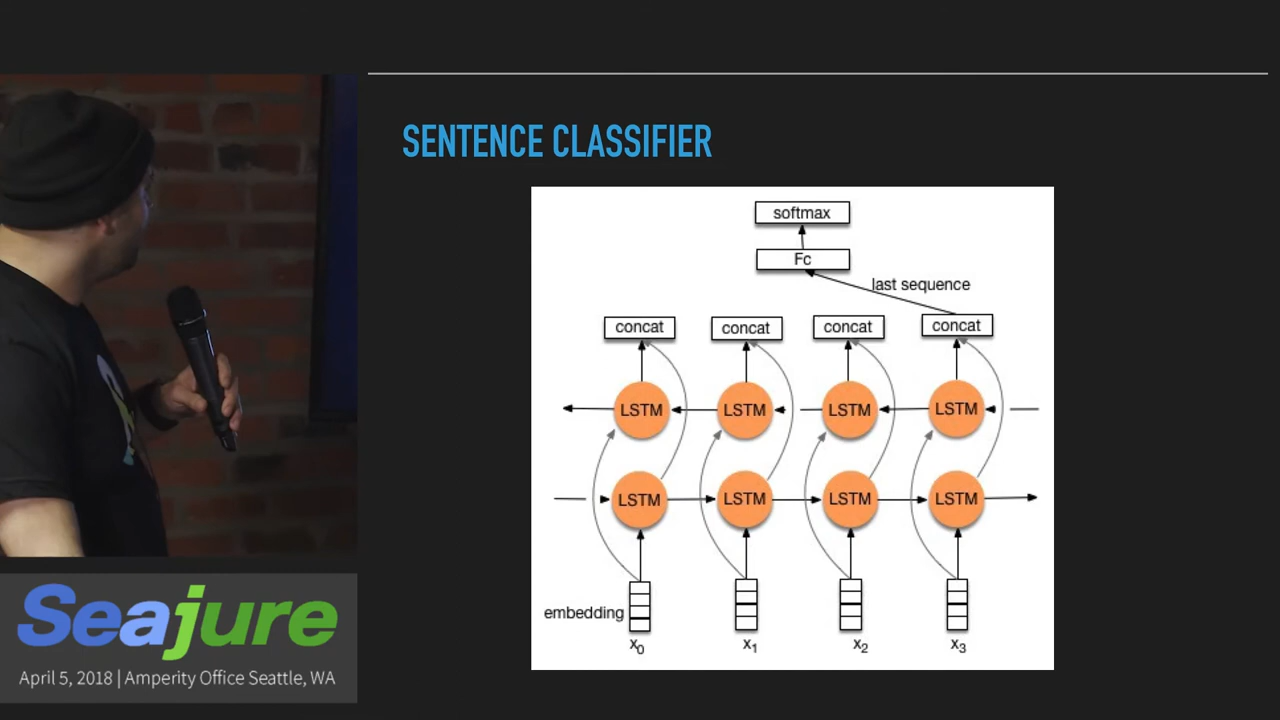 SENTENCE CLASSIFIER
softmax
Fc
last sequence
concat concat concat concat
LSTM LSTM LSTM LSTM
LSTM LSTM LSTM LSTM
embedding
x0 x1 x2 x3
Seajure
April 5, 2018 | Amperity Office Seattle, WA